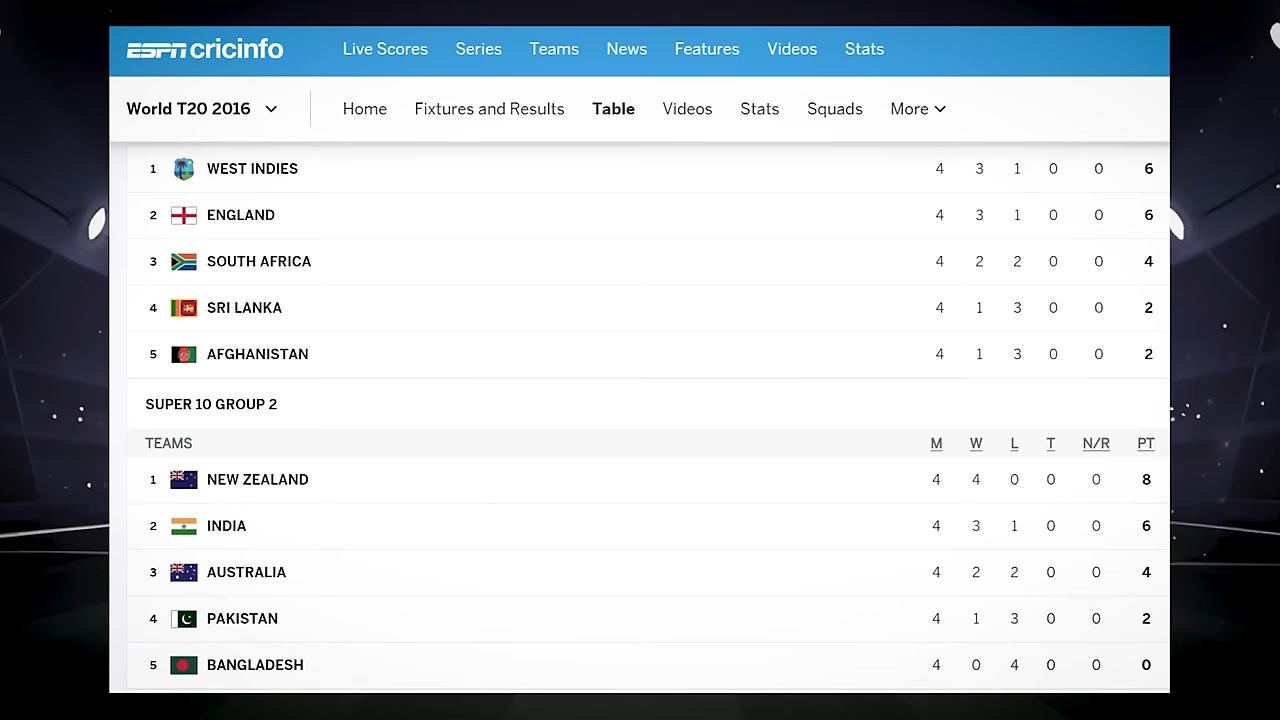 ESPN cricinfo Live Scores Series Teams News Features Videos Stats
World T20 2016 Home Fixtures and Results Table Videos Stats Squads More
1 WEST INDIES 4 3 1 0 0 6
2 ENGLAND 4 3 1 0 0 6
3 SOUTH AFRICA 4 2 2 0 0 4
4 SRI LANKA 4 1 3 0 0 2
5 AFGHANISTAN 4 1 3 0 0 2
SUPER 10 GROUP 2
TEAMS M W L T N/R PT
1 NEW ZEALAND 4 4 0 0 0 8
2 INDIA 4 3 1 0 0 6
3 AUSTRALIA 4 2 2 0 0 4
4 PAKISTAN 4 1 3 0 0 2
5 BANGLADESH 4 0 4 0 0 0